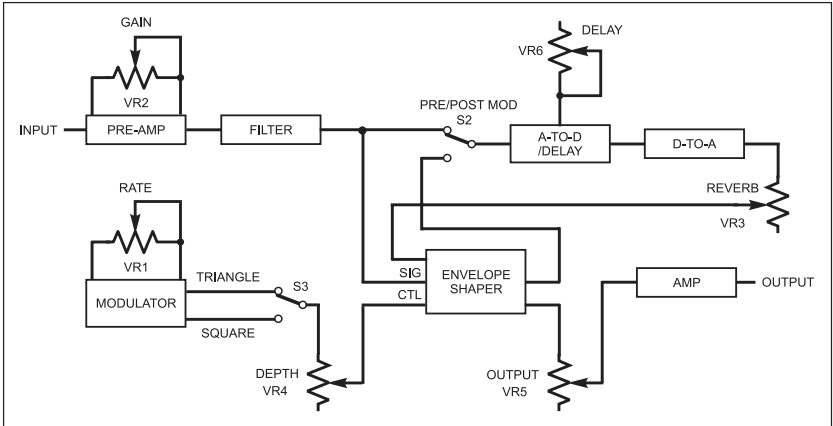 GAIN
VR2
INPUT
PRE-AMP
FILTER
PRE/POST MOD
S2
VR6
DELAY
A-TO-D
/DELAY
D-TO-A
REVERB
VR3
RATE
VR1
MODULATOR
TRIANGLE
SQUARE
S3
DEPTH
VR4
SIG
CTL
ENVELOPE
SHAPER
OUTPUT
VR5
AMP
OUTPUT